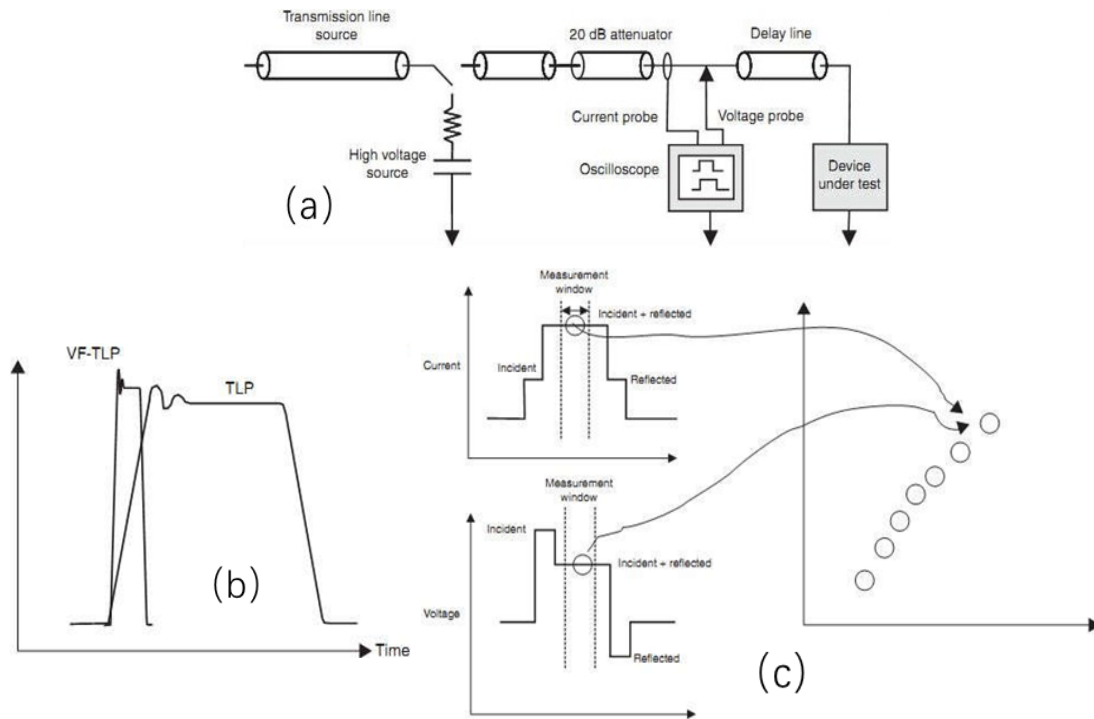 Transmission line
source
20 dB attenuator
Delay line
Current probe
Voltage probe
High voltage
source
Oscilloscope
Device
under test
(a)
VF-TLP
TLP
Time
(b)
Measurement
window
Incident + reflected
Current
Incident
Reflected
Measurement
window
Incident
Incident + reflected
Voltage
Reflected
(c)